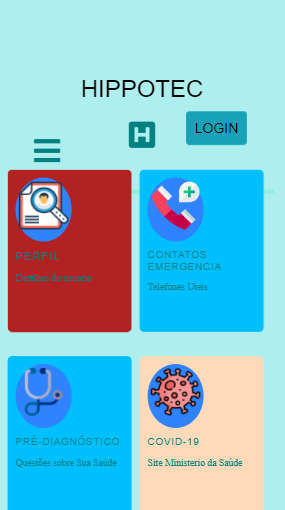 HIPPOTEC
LOGIN
H
PERFIL
Detalhes do usuario
CONTATOS
EMERGENCIA
Telefones Uteis
PRÉ-DIAGNÓSTICO
Questões sobre Sua Saúde
COVID-19
Site Ministerio da Saúde